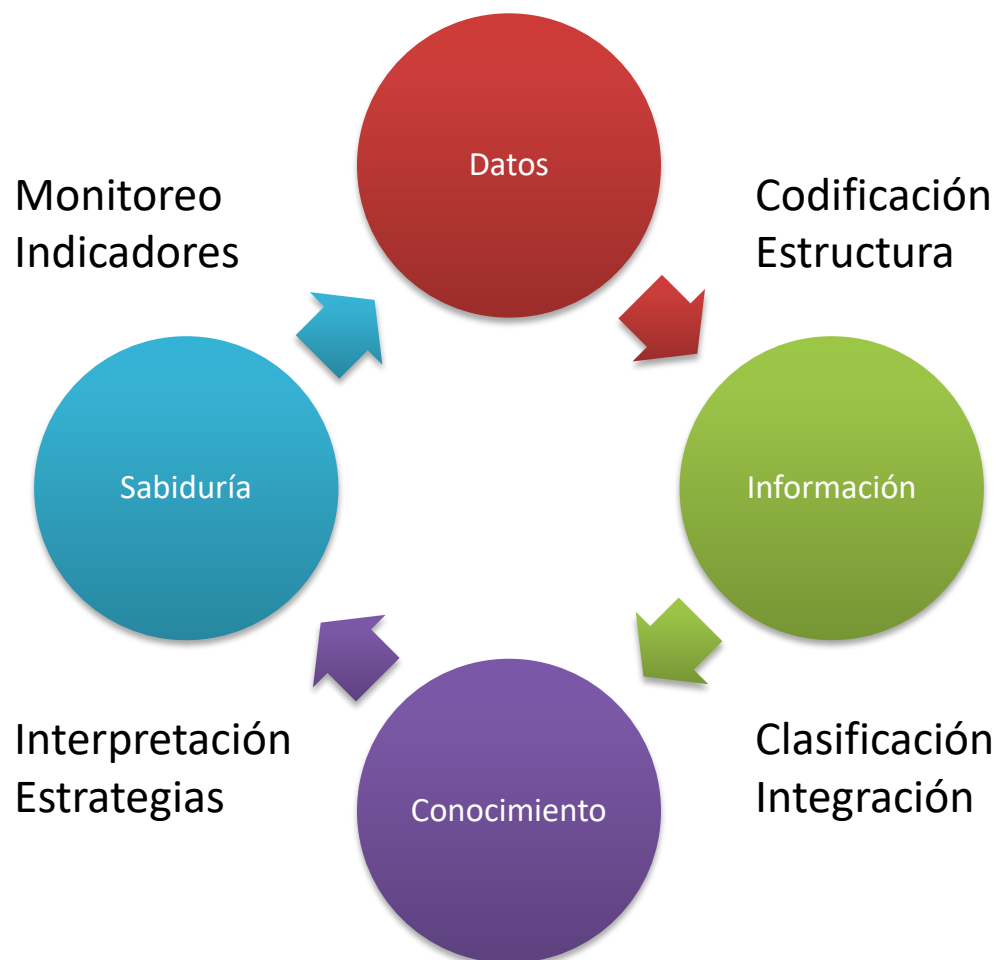 Datos
Monitoreo
Indicadores
Codificación
Estructura
Sabiduría
Información
Interpretación
Estrategias
Clasificación
Integración
Conocimiento